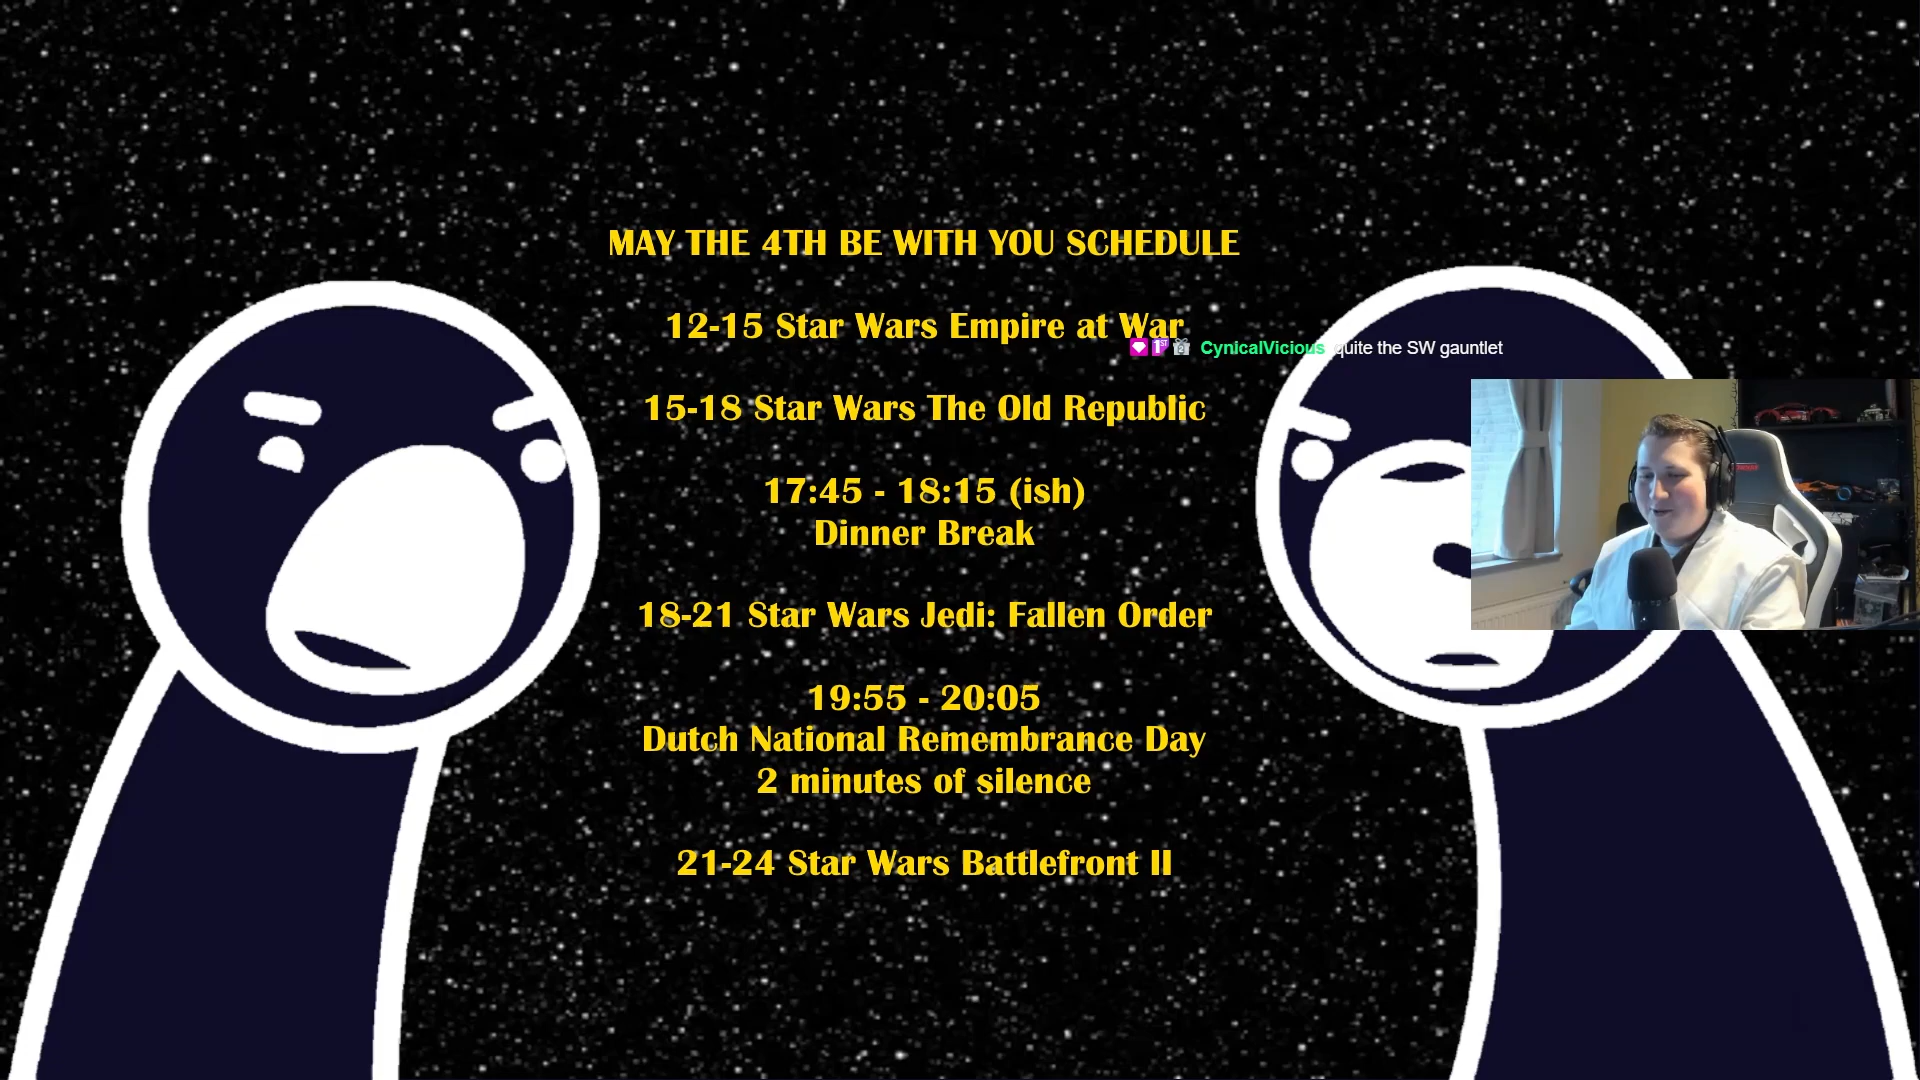 MAY THE 4TH BE WITH YOU SCHEDULE
12-15 Star Wars Empire at War
CynicalVicious quite the SW gauntlet
15-18 Star Wars The Old Republic
17:45 - 18:15 (ish)
Dinner Break
18-21 Star Wars Jedi: Fallen Order
19:55 - 20:05
Dutch National Remembrance Day
2 minutes of silence
21-24 Star Wars Battlefront II